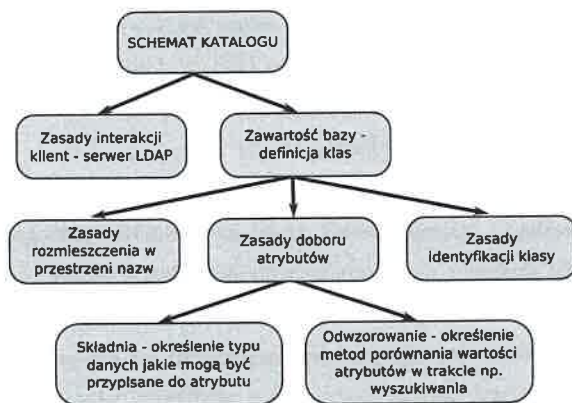 SCHEMAT KATALOGU
Zasady interakcji
klient - serwer LDAP
Zawartość bazy -
definicja klas
Zasady
rozmieszczenia w
przestrzeni nazw
Zasady doboru
atrybutów
Zasady
identyfikacji klasy
Składnia - określenie typu
danych jakie mogą być
przypisane do atrybutu
Odwzorowanie - określenie
metod porównania wartości
atrybutów w trakcie np.
wyszukiwania